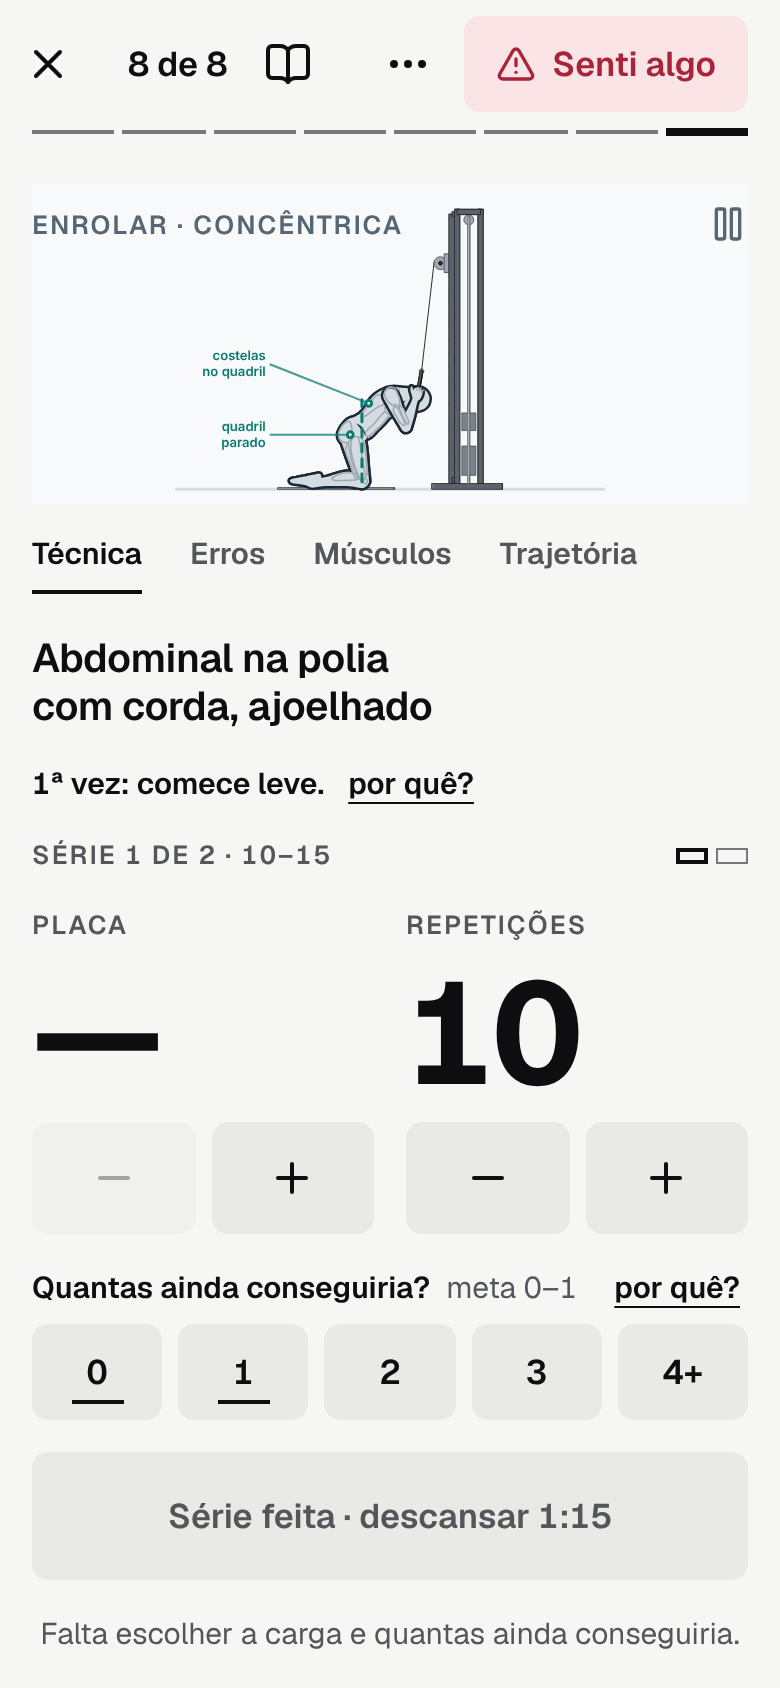 8 de 8
Senti algo
ENROLAR · CONCÊNTRICA
costelas
no quadril
quadril
parado
Técnica Erros Músculos Trajetória
Abdominal na polia
com corda, ajoelhado
1ª vez: comece leve. por quê?
SÉRIE 1 DE 2 · 10–15
PLACA REPETIÇÕES
— 10
− + − +
Quantas ainda conseguiria? meta 0–1 por quê?
0 1 2 3 4+
Série feita · descansar 1:15
Falta escolher a carga e quantas ainda conseguiria.